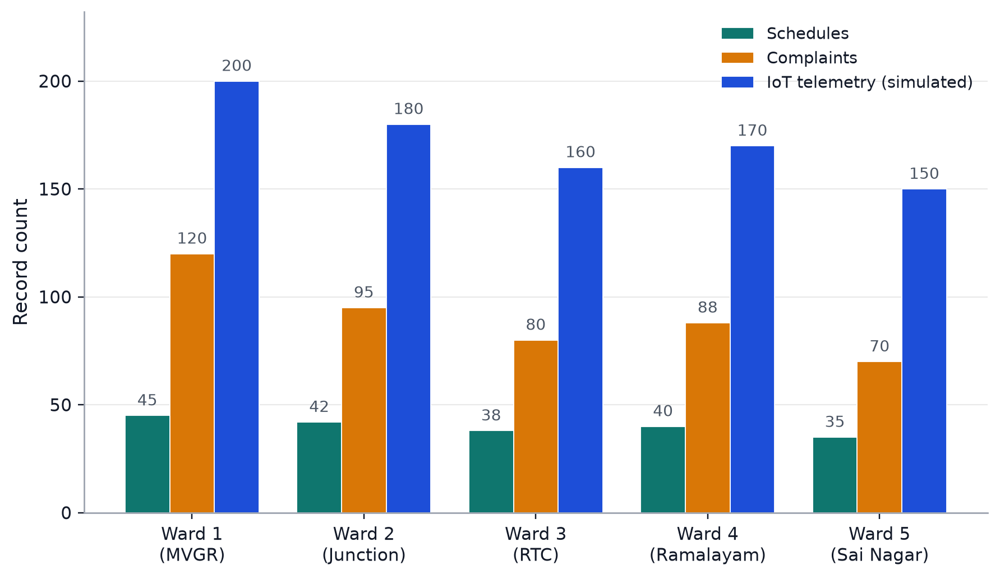 Schedules
Complaints
IoT telemetry (simulated)
Record count
200
150
100
50
0
45
120
200
42
95
180
38
80
160
40
88
170
35
70
150
Ward 1
(MVGR)
Ward 2
(Junction)
Ward 3
(RTC)
Ward 4
(Ramalayam)
Ward 5
(Sai Nagar)